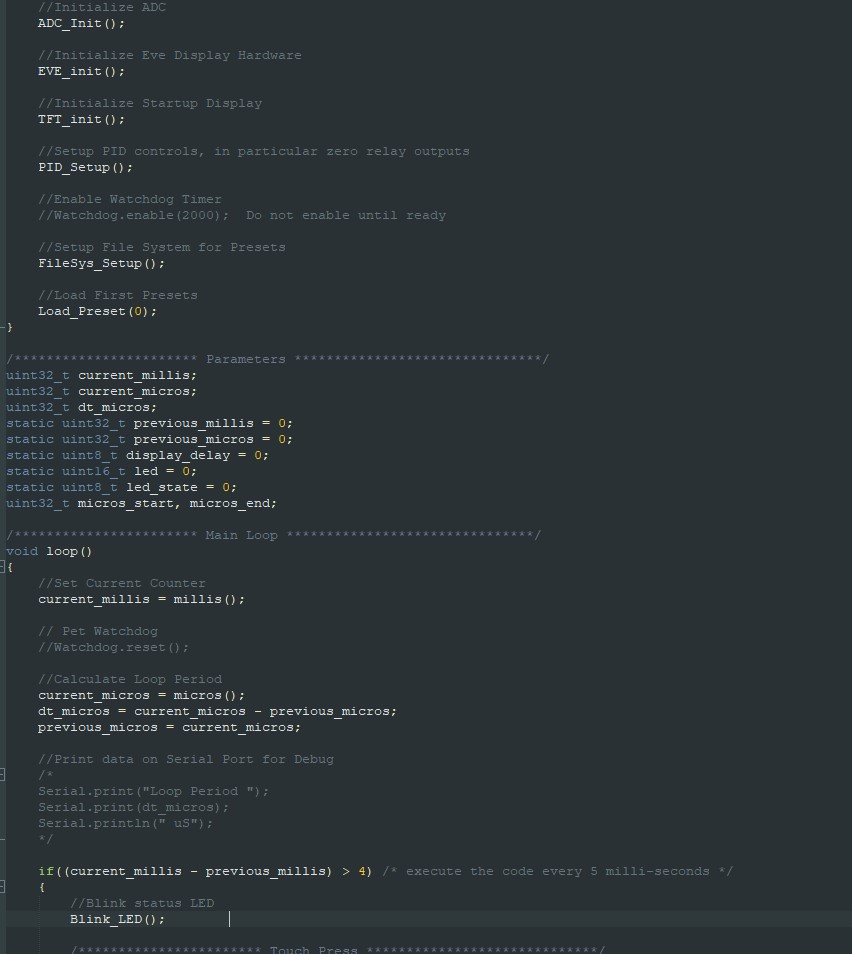 //Initialize ADC
ADC_Init();
//Initialize Eve Display Hardware
EVE_init();
//Initialize Startup Display
TFT_init();
//Setup PID controls, in particular zero relay outputs
PID_Setup();
//Enable Watchdog Timer
//Watchdog.enable(2000);  Do not enable until ready
//Setup File System for Presets
FileSys_Setup();
//Load First Presets
Load_Preset(0);
}
/*********************** Parameters *******************************/
uint32_t current_millis;
uint32_t current_micros;
uint32_t dt_micros;
static uint32_t previous_millis = 0;
static uint32_t previous_micros = 0;
static uint8_t display_delay = 0;
static uint16_t led = 0;
static uint8_t led_state = 0;
uint32_t micros_start, micros_end;
/*********************** Main Loop *******************************/
void loop()
{
//Set Current Counter
current_millis = millis();
// Pet Watchdog
//Watchdog.reset();
//Calculate Loop Period
current_micros = micros();
dt_micros = current_micros - previous_micros;
previous_micros = current_micros;
//Print data on Serial Port for Debug
/*
Serial.print("Loop Period ");
Serial.print(dt_micros);
Serial.println(" uS");
*/
if((current_millis - previous_millis) > 4) /* execute the code every 5 milli-seconds */
{
//Blink status LED
Blink_LED();
/*********************** Touch Press *****************************/